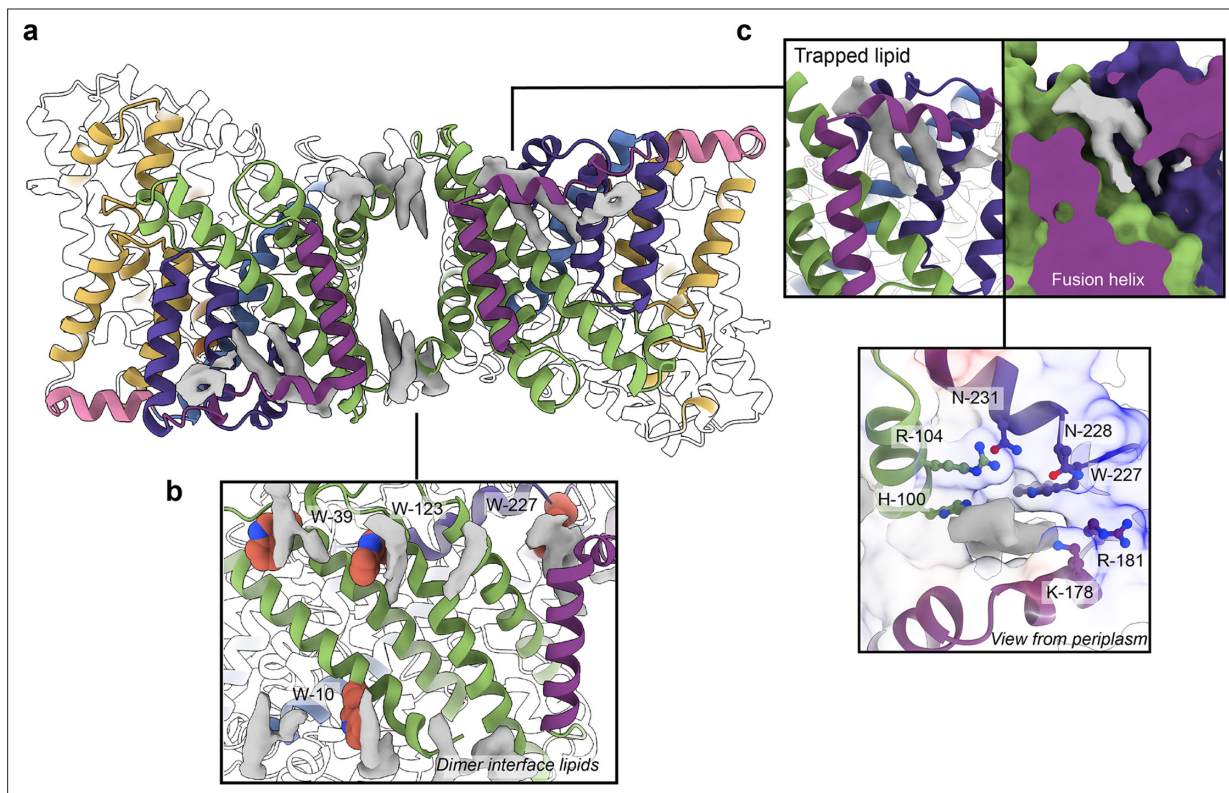 a
c
Trapped lipid
Fusion helix
N-231
R-104
N-228
W-227
H-100
R-181
K-178
View from periplasm
b
W-39
W-123
W-227
W-10
Dimer interface lipids